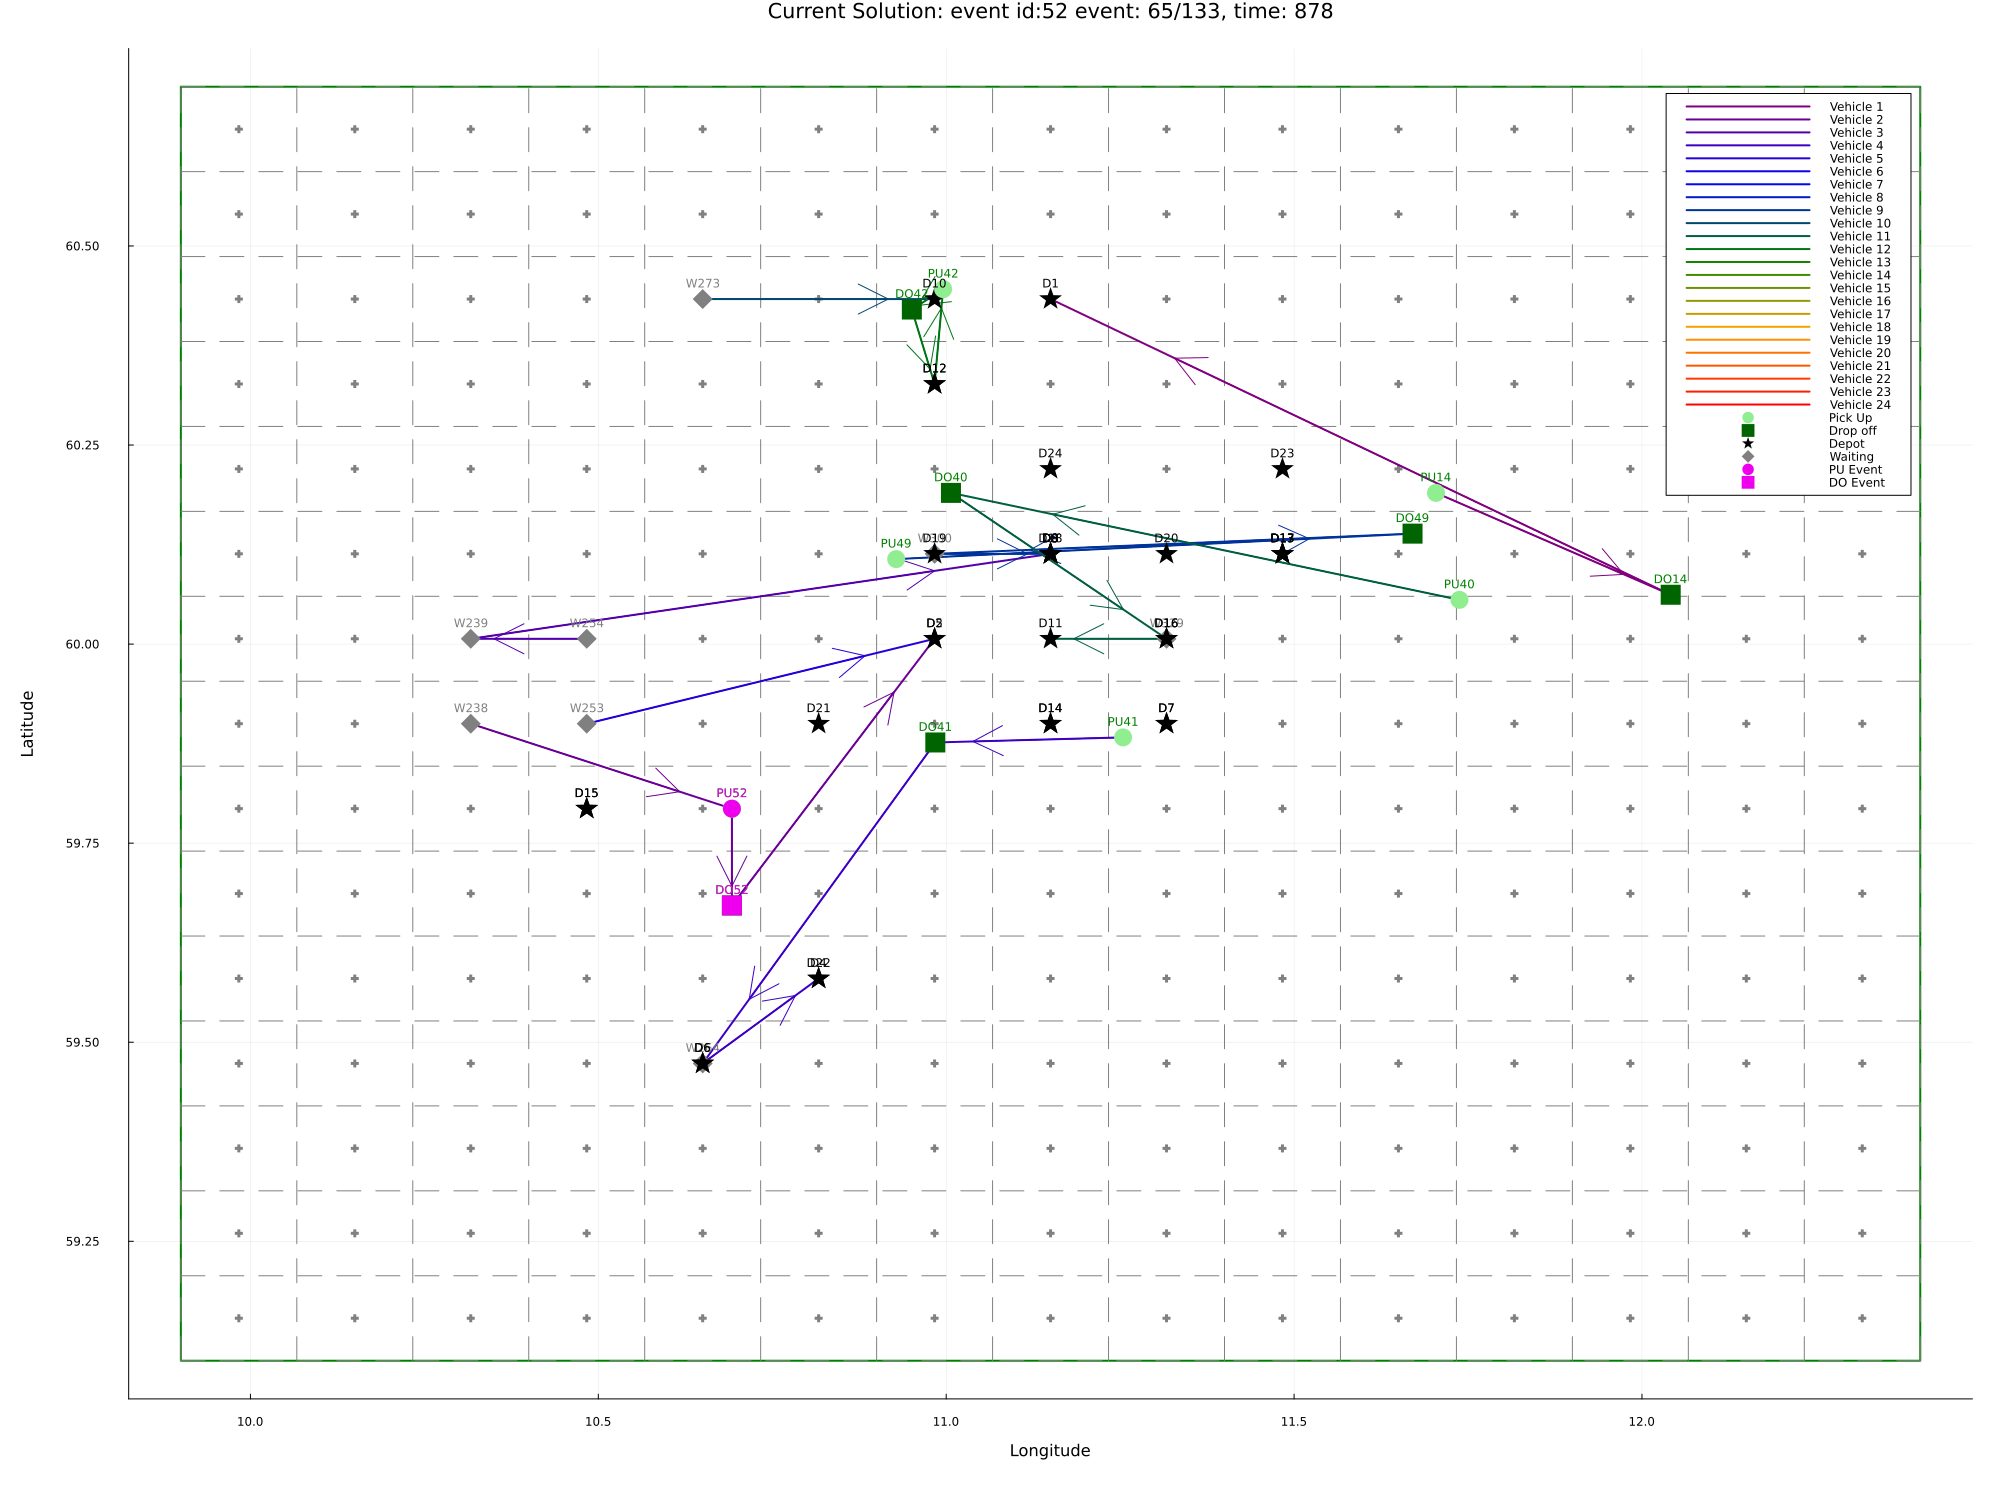 Current Solution: event id:52 event: 65/133, time: 878
Vehicle 1
Vehicle 2
Vehicle 3
Vehicle 4
Vehicle 5
Vehicle 6
Vehicle 7
Vehicle 8
Vehicle 9
Vehicle 10
Vehicle 11
Vehicle 12
Vehicle 13
Vehicle 14
Vehicle 15
Vehicle 16
Vehicle 17
Vehicle 18
Vehicle 19
Vehicle 20
Vehicle 21
Vehicle 22
Vehicle 23
Vehicle 24
Pick Up
Drop off
Depot
Waiting
PU Event
DO Event
60.50
60.25
60.00
59.75
59.50
59.25
Latitude
PU42
W273
D10
D1
DO42
D12
D24
D23
PU14
DO40
DO49
PU49
D19
D20
DO14
PU40
W239
W254
D11
D16
W238
W253
D21
D14
D7
PU41
DO41
D15
PU52
DO52
D22
D6
10.0
10.5
11.0
11.5
12.0
Longitude